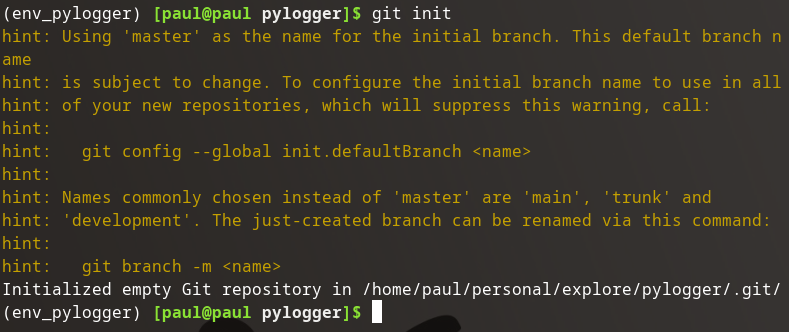 (env_pylogger) [paul@paul pylogger]$ git init
hint: Using 'master' as the name for the initial branch. This default branch n
ame
hint: is subject to change. To configure the initial branch name to use in all
hint: of your new repositories, which will suppress this warning, call:
hint:
hint:   git config --global init.defaultBranch <name>
hint:
hint: Names commonly chosen instead of 'master' are 'main', 'trunk' and
hint: 'development'. The just-created branch can be renamed via this command:
hint:
hint:   git branch -m <name>
Initialized empty Git repository in /home/paul/personal/explore/pylogger/.git/
(env_pylogger) [paul@paul pylogger]$